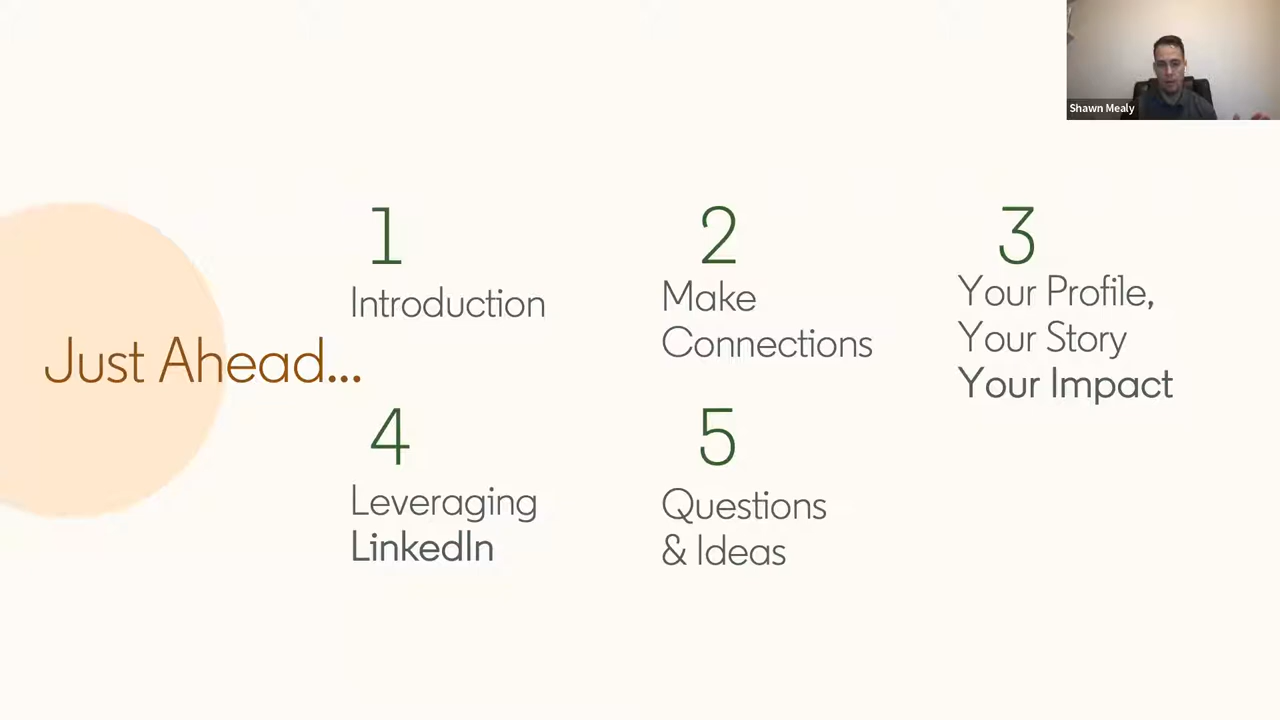 Shawn Mealy
Just Ahead...
1
Introduction
2
Make
Connections
3
Your Profile,
Your Story
Your Impact
4
Leveraging
LinkedIn
5
Questions
& Ideas